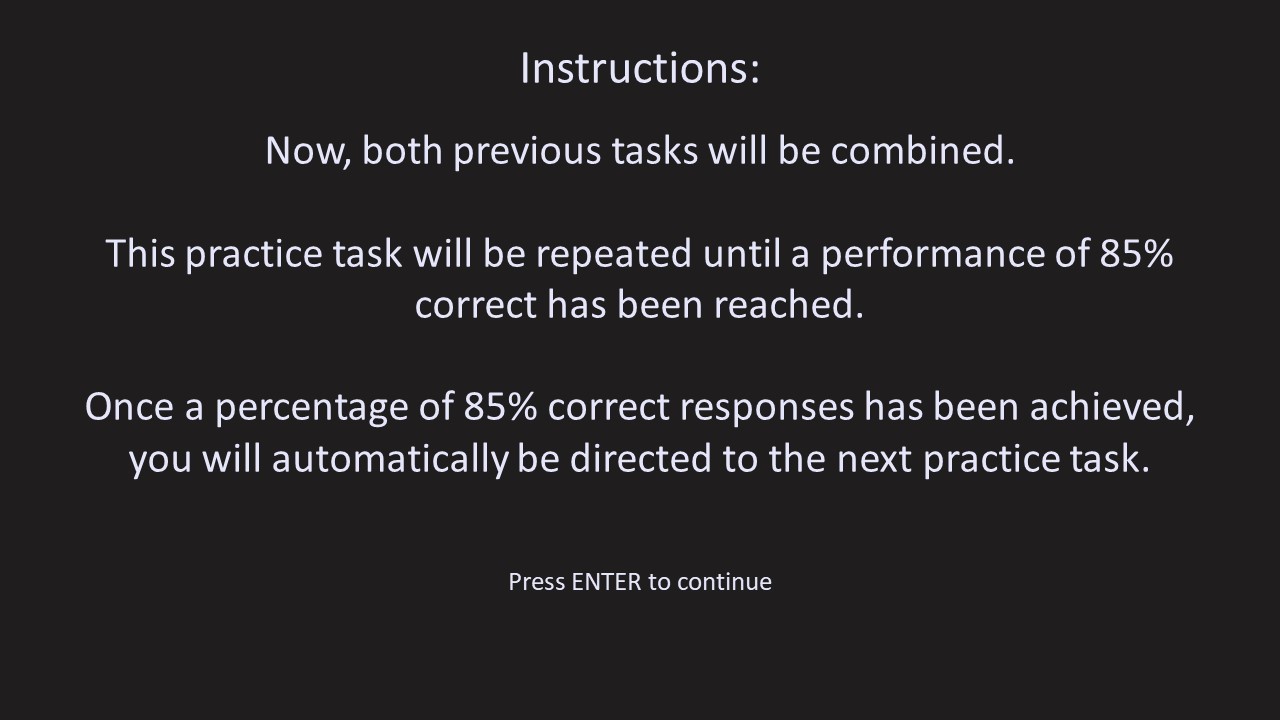 Instructions:
Now, both previous tasks will be combined.
This practice task will be repeated until a performance of 85%
correct has been reached.
Once a percentage of 85% correct responses has been achieved,
you will automatically be directed to the next practice task.
Press ENTER to continue